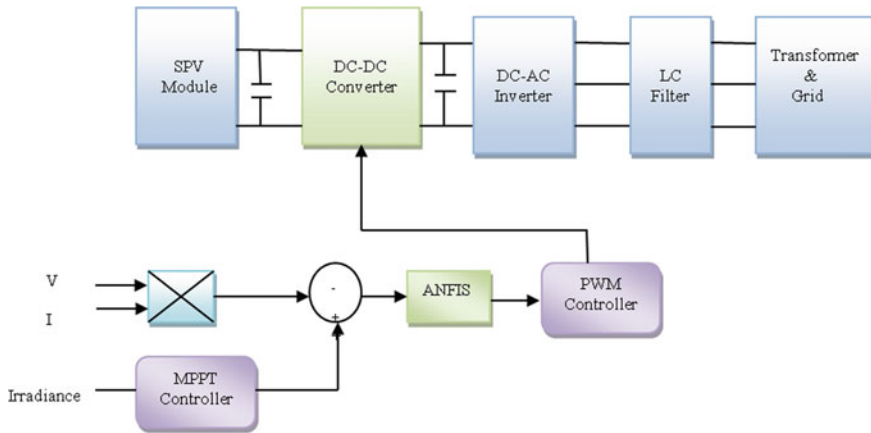 SPV
Module
DC-DC
Converter
DC-AC
Inverter
LC
Filter
Transformer
&
Grid
V
I
-
+
ANFIS
PWM
Controller
Irradiance
MPPT
Controller